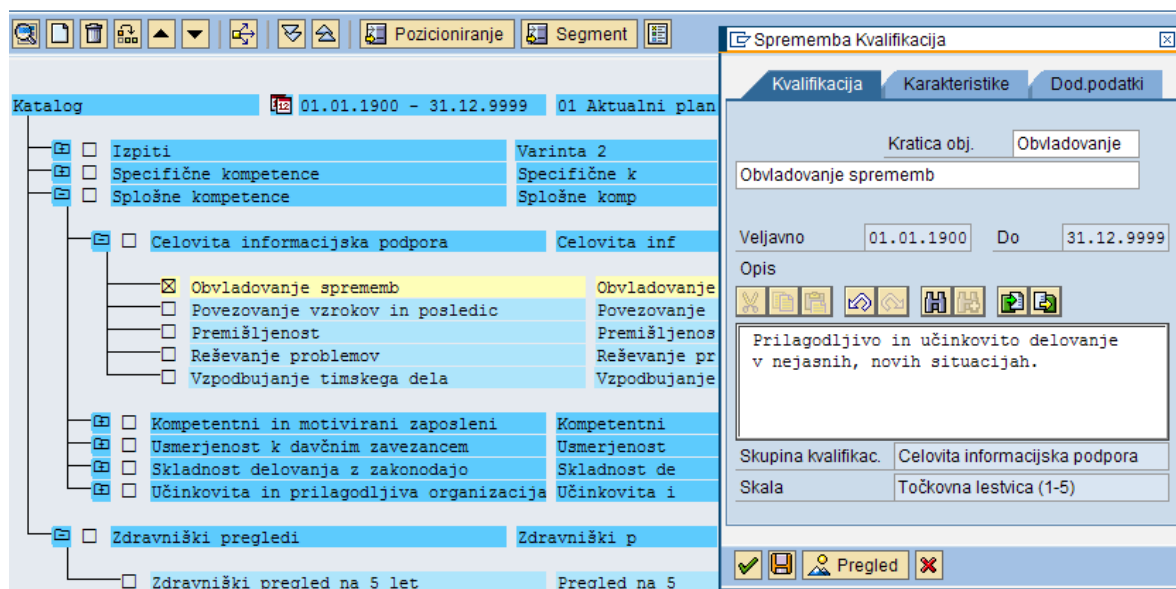 Pozicioniranje Segment
Katalog 01.01.1900 - 31.12.9999 01 Aktualni plan
Izpiti Varinta 2
Specifične kompetence Specifične k
Splošne kompetence Splošne komp
Celovita informacijska podpora Celovita inf
Obvladovanje sprememb Obvladovanje
Povezovanje vzrokov in posledic Povezovanje
Premišljenost Premišljenos
Reševanje problemov Reševanje pr
Vzpodbujanje timskega dela Vzpodbujanje
Kompetentni in motivirani zaposleni Kompetentni
Usmerjenost k davčnim zavezancem Usmerjenost
Skladnost delovanja z zakonodajo Skladnost de
Učinkovita in prilagodljiva organizacija Učinkovita i
Zdravniški pregledi Zdravniški p
Zdravniški pregled na 5 let Pregled na 5
Sprememba Kvalifikacija
Kvalifikacija Karakteristike Dod.podatki
Kratica obj. Obvladovanje
Obvladovanje sprememb
Veljavno 01.01.1900 Do 31.12.9999
Opis
Prilagodljivo in učinkovito delovanje
v nejasnih, novih situacijah.
Skupina kvalifikac. Celovita informacijska podpora
Skala Točkovna lestvica (1-5)
Pregled